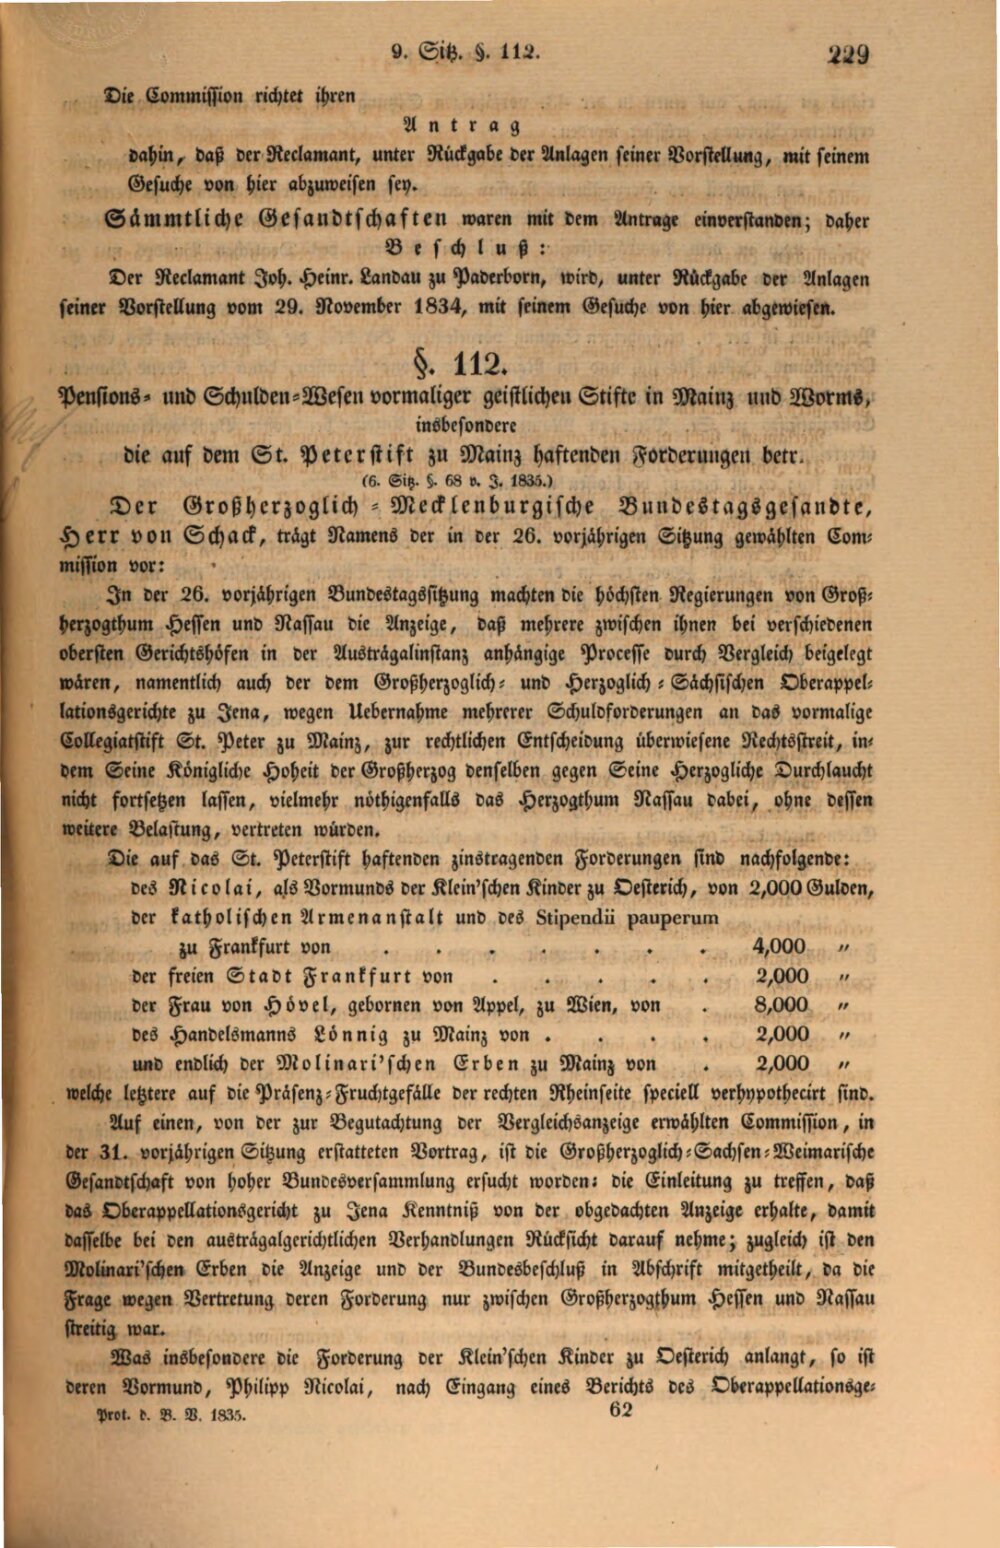 9. Sitz. §. 112.
229
Die Commission richtet ihren
Antrag
dahin, daß der Reclamant, unter Rückgabe der Anlagen seiner Vorstellung, mit seinem
Gesuche von hier abzuweisen sey.
Sämmtliche Gesandtschaften waren mit dem Antrage einverstanden; daher
Beschluß:
Der Reclamant Joh. Heinr. Landau zu Paderborn, wird, unter Rückgabe der Anlagen
seiner Vorstellung vom 29. November 1834, mit seinem Gesuche von hier abgewiesen.
§. 112.
Pensions- und Schulden-Wesen vormaliger geistlichen Stifte in Mainz und Worms,
insbesondere
die auf dem St. Peterstift zu Mainz haftenden Forderungen betr.
(6. Sitz. §. 68 v. J. 1835.)
Der Großherzoglich-Mecklenburgische Bundestagsgesandte,
Herr von Schack, trägt Namens der in der 26. vorjährigen Sitzung gewählten Com-
mission vor:
In der 26. vorjährigen Bundestagssitzung machten die höchsten Regierungen von Groß-
herzogthum Hessen und Nassau die Anzeige, daß mehrere zwischen ihnen bei verschiedenen
obersten Gerichtshöfen in der Austrägalinstanz anhängige Processe durch Vergleich beigelegt
wären, namentlich auch der dem Großherzoglich- und Herzoglich-Sächsischen Oberappel-
lationsgerichte zu Jena, wegen Uebernahme mehrerer Schuldforderungen an das vormalige
Collegiatstift St. Peter zu Mainz, zur rechtlichen Entscheidung überwiesene Rechtsstreit, in-
dem Seine Königliche Hoheit der Großherzog denselben gegen Seine Herzogliche Durchlaucht
nicht fortsetzen lassen, vielmehr nöthigenfalls das Herzogthum Nassau dabei, ohne dessen
weitere Belastung, vertreten würden.
Die auf das St. Peterstift haftenden zinstragenden Forderungen sind nachfolgende:
des Nicolai, als Vormunds der Klein'schen Kinder zu Oesterich, von 2,000 Gulden,
der katholischen Armenanstalt und des Stipendii pauperum
zu Frankfurt von . . . . . . . 4,000 "
der freien Stadt Frankfurt von . . . . . 2,000 "
der Frau von Hövel, gebornen von Appel, zu Wien, von . 8,000 "
des Handelsmanns Lönnig zu Mainz von . . . . 2,000 "
und endlich der Molinari'schen Erben zu Mainz von . 2,000 "
welche letztere auf die Präsenz-Fruchtgefälle der rechten Rheinseite speciell verhypothecirt sind.
Auf einen, von der zur Begutachtung der Vergleichsanzeige erwählten Commission, in
der 31. vorjährigen Sitzung erstatteten Vortrag, ist die Großherzoglich-Sachsen-Weimarische
Gesandtschaft von hoher Bundesversammlung ersucht worden: die Einleitung zu treffen, daß
das Oberappellationsgericht zu Jena Kenntniß von der obgedachten Anzeige erhalte, damit
dasselbe bei den austrägalgerichtlichen Verhandlungen Rücksicht darauf nehme; zugleich ist den
Molinari'schen Erben die Anzeige und der Bundesbeschluß in Abschrift mitgetheilt, da die
Frage wegen Vertretung deren Forderung nur zwischen Großherzogthum Hessen und Nassau
streitig war.
Was insbesondere die Forderung der Klein'schen Kinder zu Oesterich anlangt, so ist
deren Vormund, Philipp Nicolai, nach Eingang eines Berichts des Oberappellationsge-
Prot. d. B. V. 1835.
62